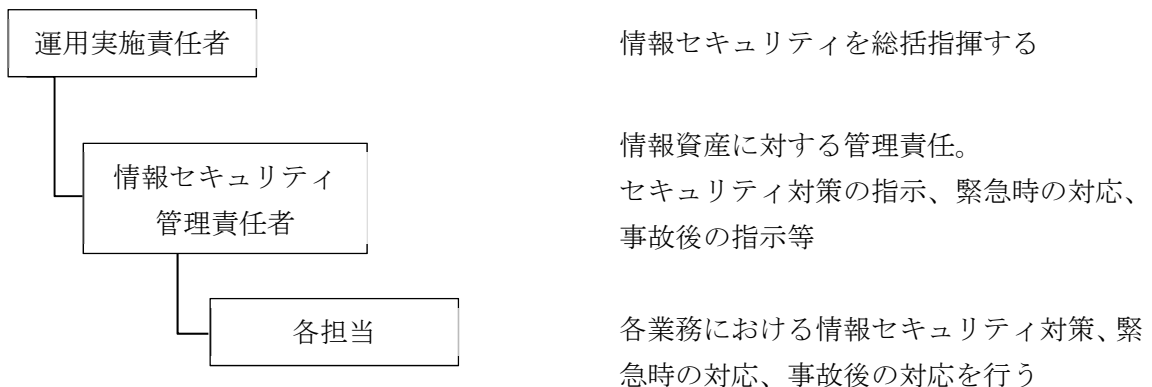 運用実施責任者
情報セキュリティを総括指揮する
情報セキュリティ
管理責任者
情報資産に対する管理責任。
セキュリティ対策の指示、緊急時の対応、
事故後の指示等
各担当
各業務における情報セキュリティ対策、緊
急時の対応、事故後の対応を行う